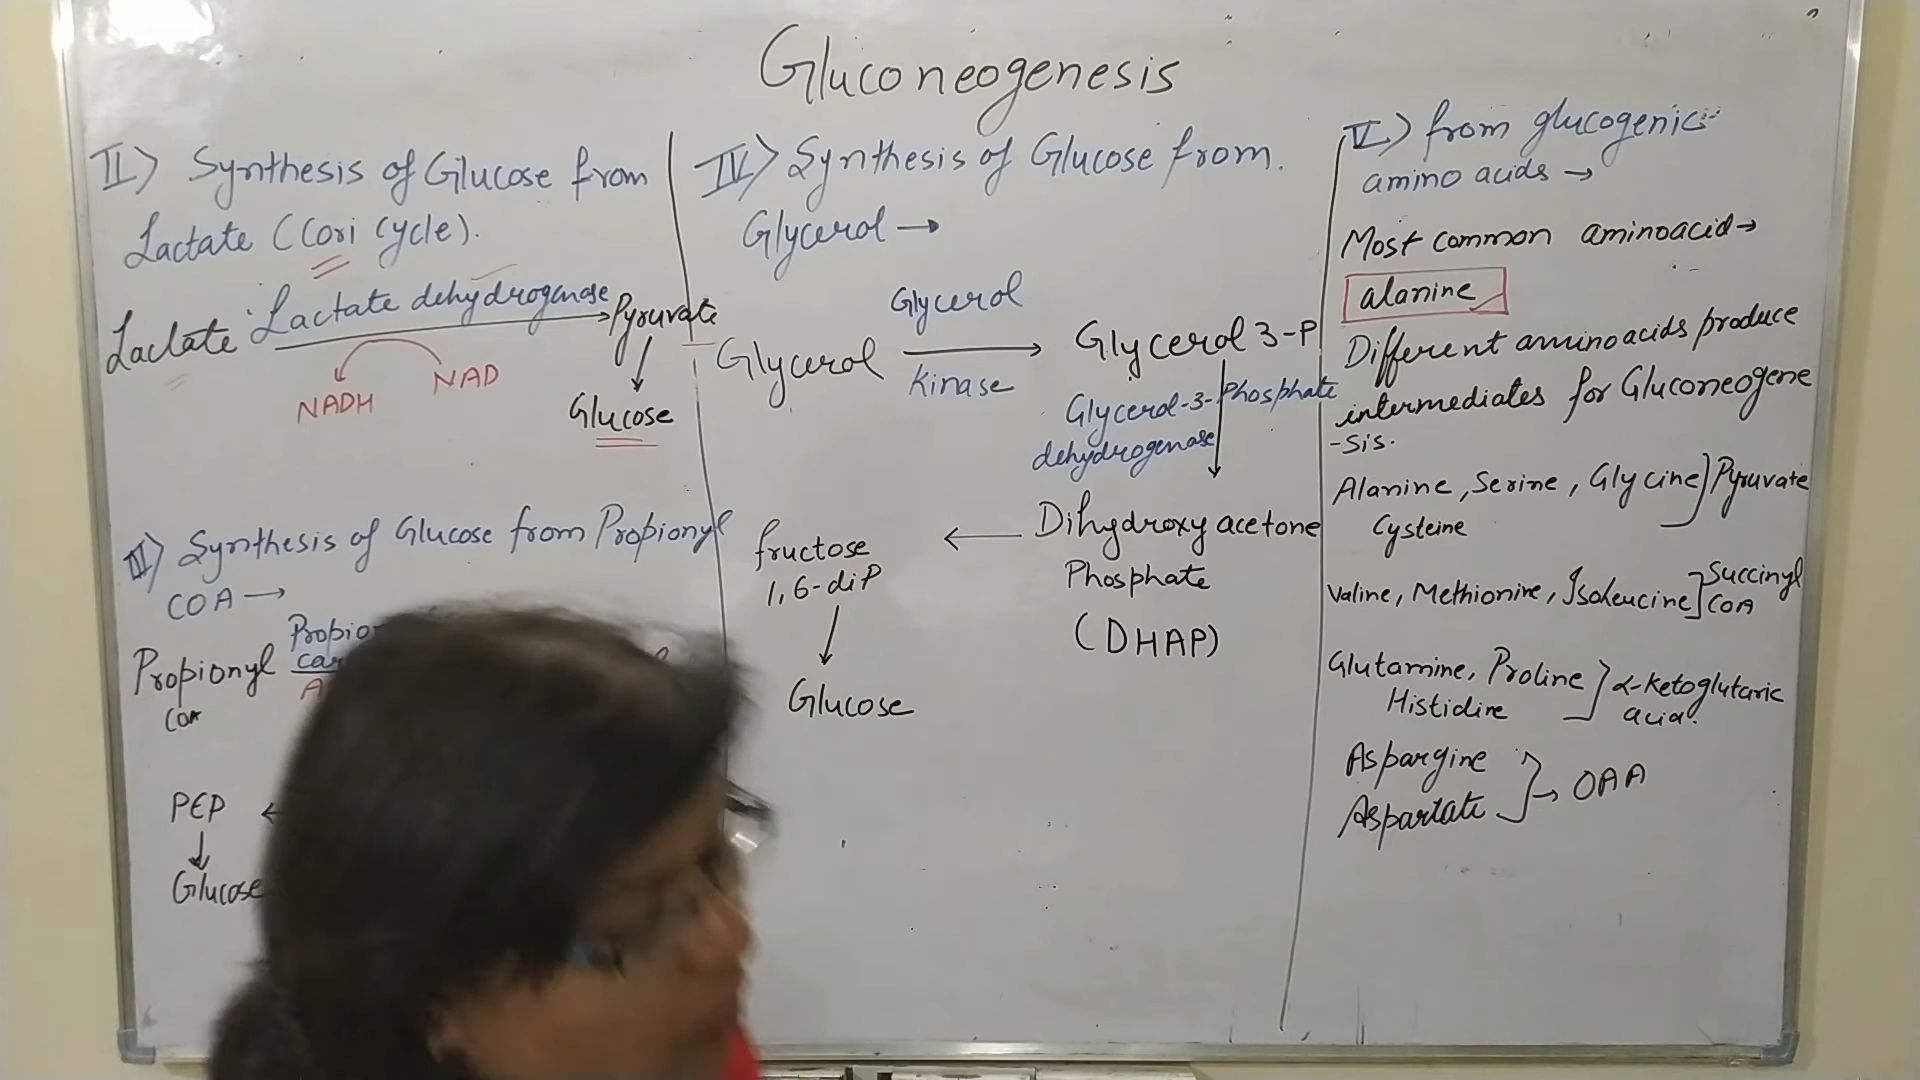 Gluconeogenesis
II) Synthesis of Glucose from
Lactate (Cori Cycle).
Lactate dehydrogenase
Lactate
Pyruvate
NADH
NAD
Glucose
III) Synthesis of Glucose from Propionyl
COA →
Propionyl
COA
PEP ←
↓
Glucose
IV) Synthesis of Glucose from.
Glycerol →
Glycerol
Glycerol → Glycerol 3-P
Kinase
Glycerol-3-Phosphate
dehydrogenase
fructose ← Dihydroxy acetone
1,6-diP
Phosphate
(DHAP)
Glucose
V) from glucogenic
amino acids →
Most common aminoacid →
alanine
Different aminoacids produce
intermediates for Gluconeogene
-sis.
Alanine, Serine, Glycine] Pyruvate
Cysteine
Valine, Methionine, Isoleucine] Succinyl
COA
Glutamine, Proline } α-Ketoglutaric
Histidine
acid.
Aspargine
Aspartate } → OAA